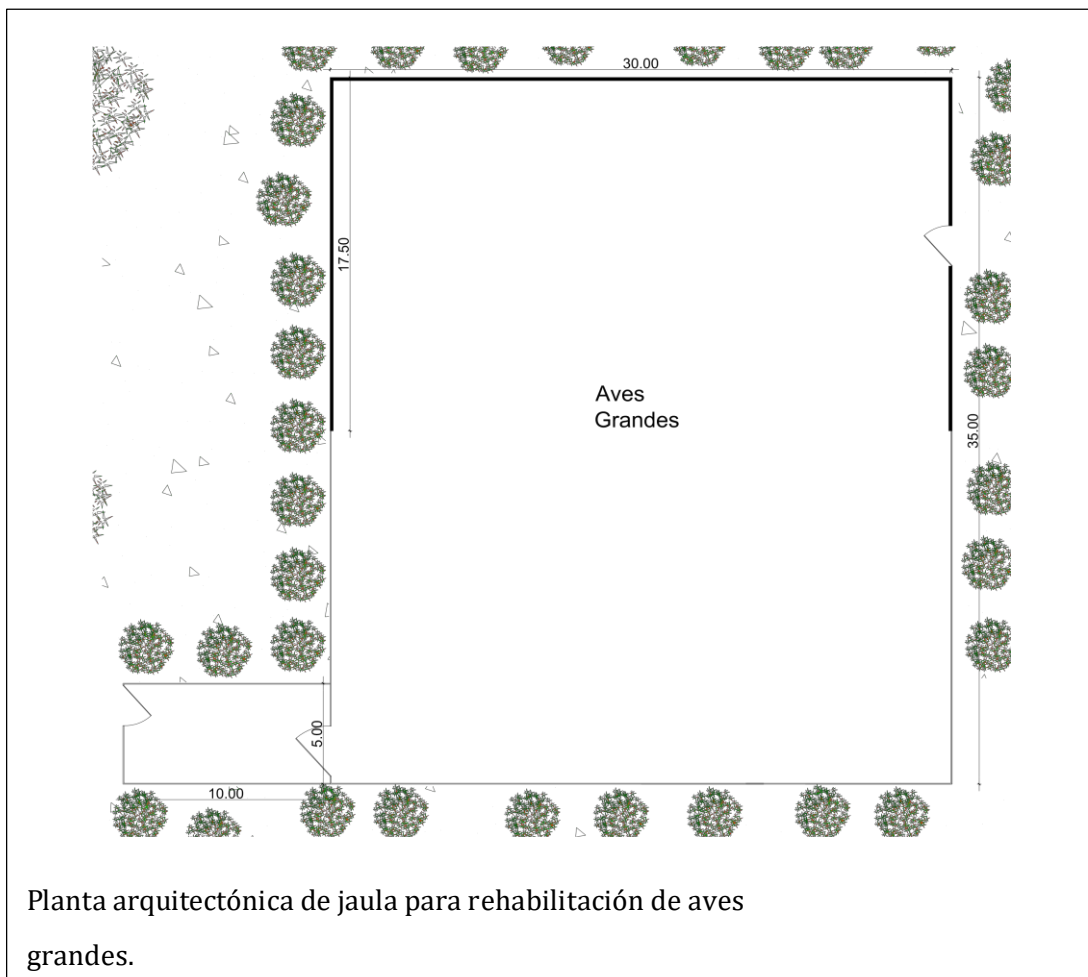 30.00
17.50
Aves
Grandes
35.00
5.00
10.00
Planta arquitectónica de jaula para rehabilitación de aves
grandes.